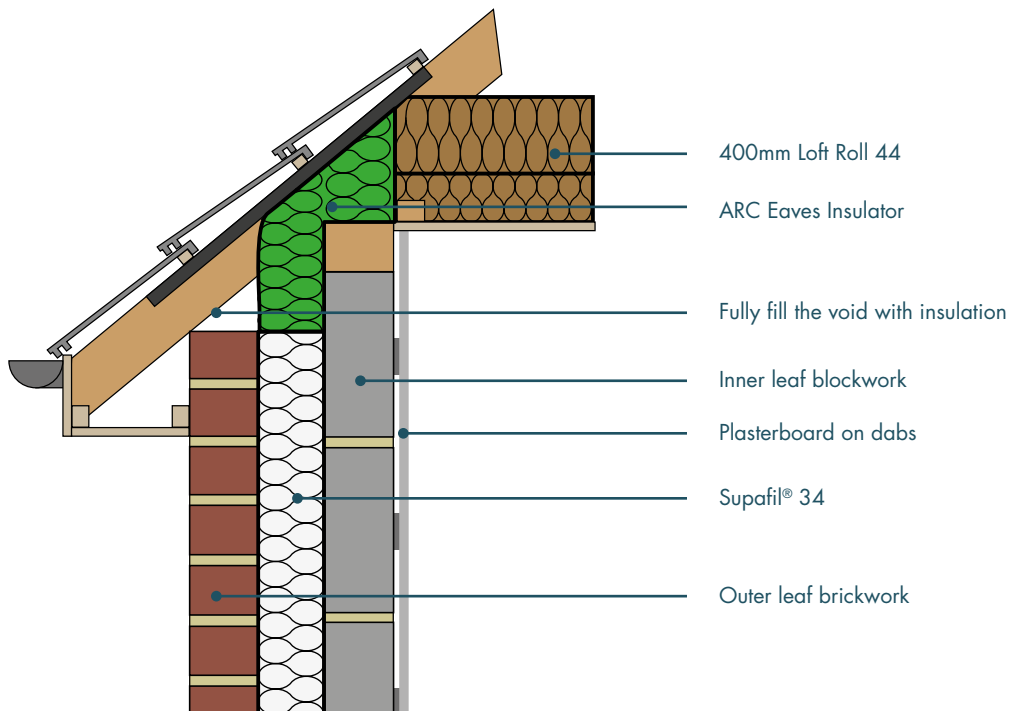 400mm Loft Roll 44
ARC Eaves Insulator
Fully fill the void with insulation
Inner leaf blockwork
Plasterboard on dabs
Supafil® 34
Outer leaf brickwork